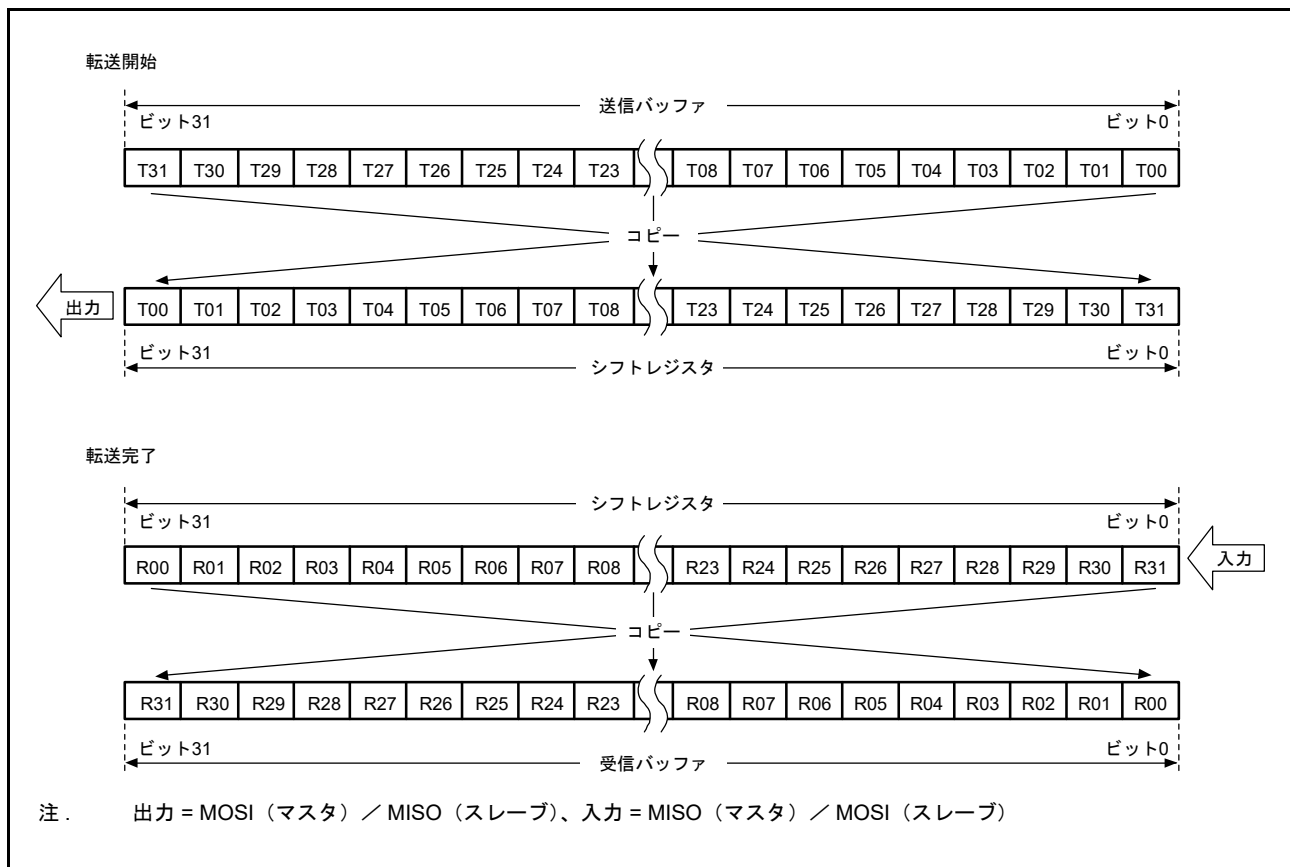 転送開始
送信バッファ
ビット31 ビット0
T31 T30 T29 T28 T27 T26 T25 T24 T23 T08 T07 T06 T05 T04 T03 T02 T01 T00
コピー
出力
T00 T01 T02 T03 T04 T05 T06 T07 T08 T23 T24 T25 T26 T27 T28 T29 T30 T31
ビット31 ビット0
シフトレジスタ
転送完了
シフトレジスタ
ビット31 ビット0
R00 R01 R02 R03 R04 R05 R06 R07 R08 R23 R24 R25 R26 R27 R28 R29 R30 R31
入力
コピー
R31 R30 R29 R28 R27 R26 R25 R24 R23 R08 R07 R06 R05 R04 R03 R02 R01 R00
ビット31 ビット0
受信バッファ
注. 出力 = MOSI（マスタ）／ MISO（スレーブ）、入力 = MISO（マスタ）／ MOSI（スレーブ）